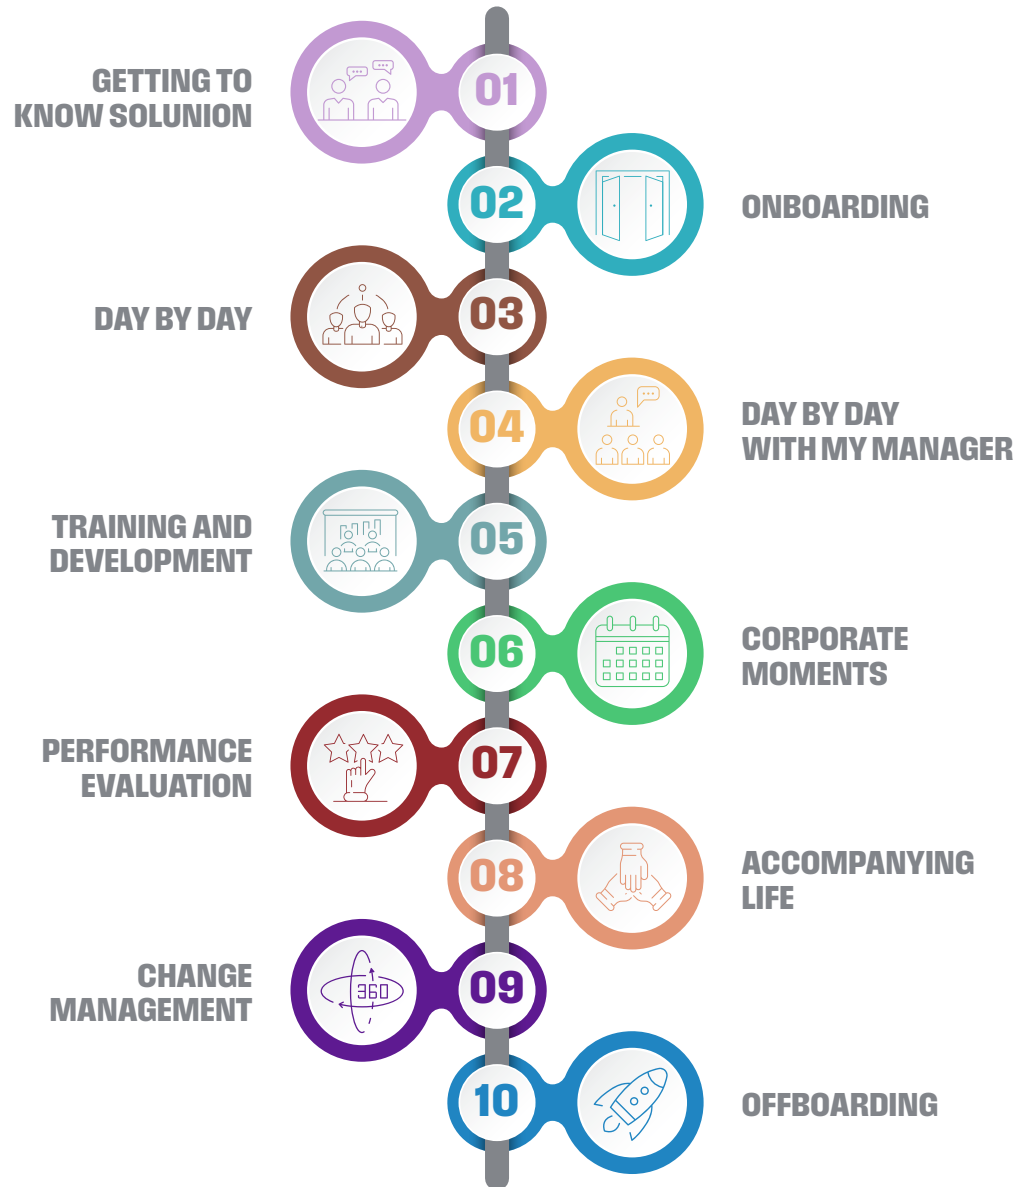 GETTING TO
KNOW SOLUNION
01
02
ONBOARDING
DAY BY DAY
03
04
DAY BY DAY
WITH MY MANAGER
TRAINING AND
DEVELOPMENT
05
06
CORPORATE
MOMENTS
PERFORMANCE
EVALUATION
07
08
ACCOMPANYING
LIFE
CHANGE
MANAGEMENT
360
09
10
OFFBOARDING